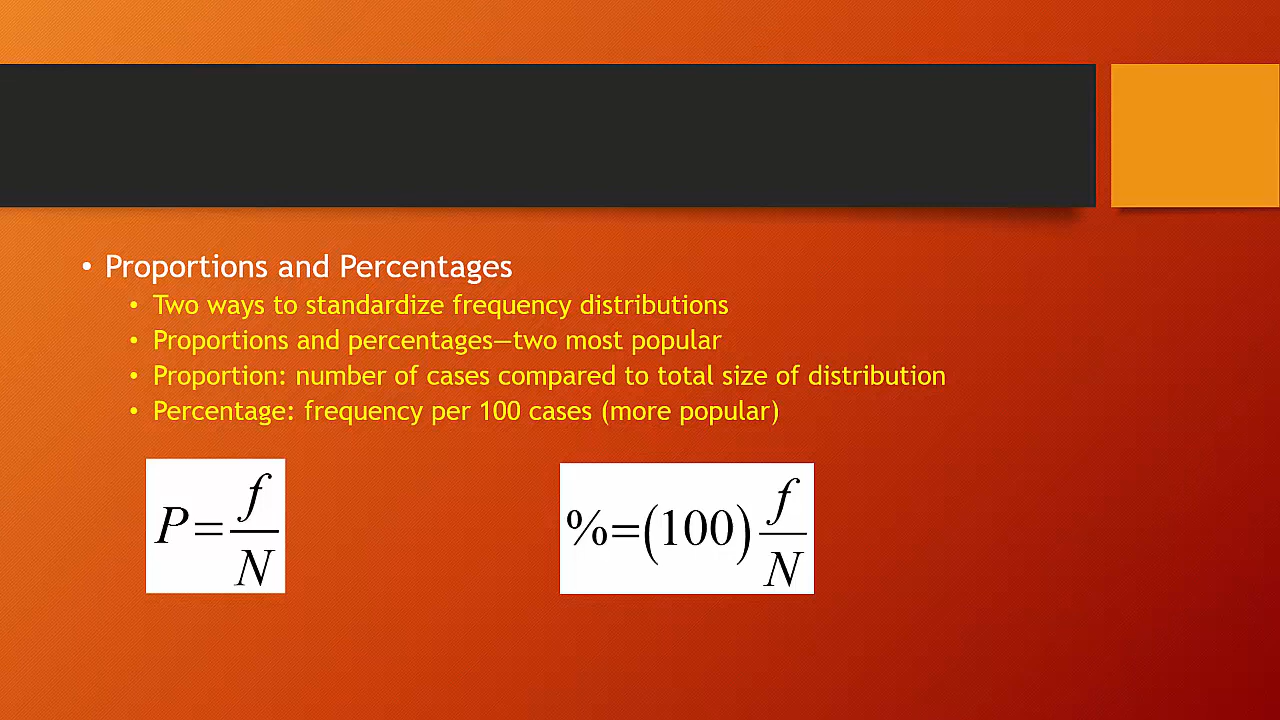 • Proportions and Percentages
• Two ways to standardize frequency distributions
• Proportions and percentages—two most popular
• Proportion: number of cases compared to total size of distribution
• Percentage: frequency per 100 cases (more popular)
P = f/N
% = (100) f/N